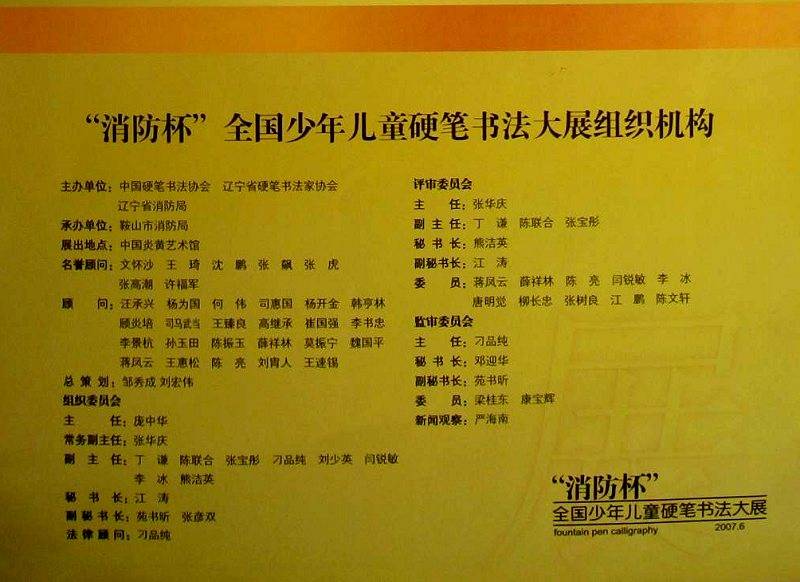 “消防杯”全国少年儿童硬笔书法大展组织机构
主办单位：中国硬笔书法协会 辽宁省硬笔书法家协会
辽宁省消防局
承办单位：鞍山市消防局
展出地点：中国炎黄艺术馆
名誉顾问：文怀沙 王 琦 沈 鹏 张 飙 张 虎
张高潮 许福军
顾 问：汪承兴 杨为国 何 伟 司惠国 杨开金 韩亨林
顾炎培 司马武当 王臻良 高继承 崔国强 李书忠
李景杭 孙玉田 陈振玉 薛祥林 莫振宁 魏国平
蒋凤云 王惠松 陈 亮 刘胄人 王速锡
总 策 划：邹秀成 刘宏伟
组织委员会
主 任：庞中华
常务副主任：张华庆
副 主 任：丁 谦 陈联合 张宝彤 刁品纯 刘少英 闫锐敏
李 冰 熊洁英
秘 书 长：江 涛
副 秘 书 长：苑书昕 张彦双
法 律 顾 问：刁品纯
评审委员会
主 任：张华庆
副 主 任：丁 谦 陈联合 张宝彤
秘 书 长：熊洁英
副秘书长：江 涛
委 员：蒋凤云 薛祥林 陈 亮 闫锐敏 李 冰
唐明觉 柳长忠 张树良 江 鹏 陈文轩
监审委员会
主 任：刁品纯
秘 书 长：邓迎华
副秘书长：苑书昕
委 员：梁桂东 康宝辉
新闻观察：严海南
“消防杯”
全国少年儿童硬笔书法大展
fountain pen calligraphy 2007.6